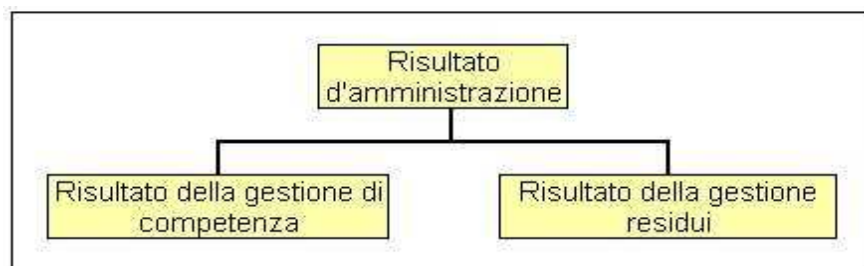 Risultato
d'amministrazione
Risultato della gestione di
competenza
Risultato della gestione
residui